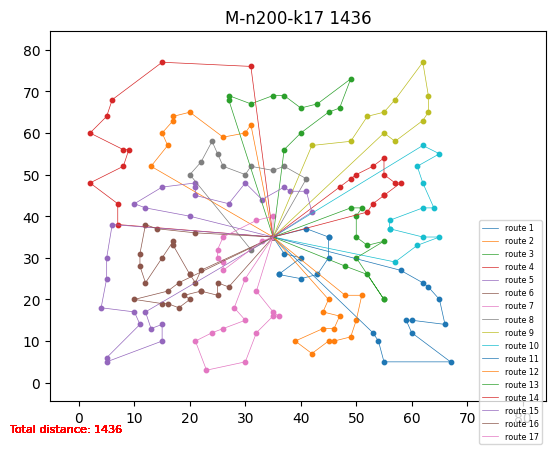 M-n200-k17 1436
80
70
60
50
40
30
20
10
0
0 10 20 30 40 50 60 70 80
route 1
route 2
route 3
route 4
route 5
route 6
route 7
route 8
route 9
route 10
route 11
route 12
route 13
route 14
route 15
route 16
route 17
Total distance: 1436